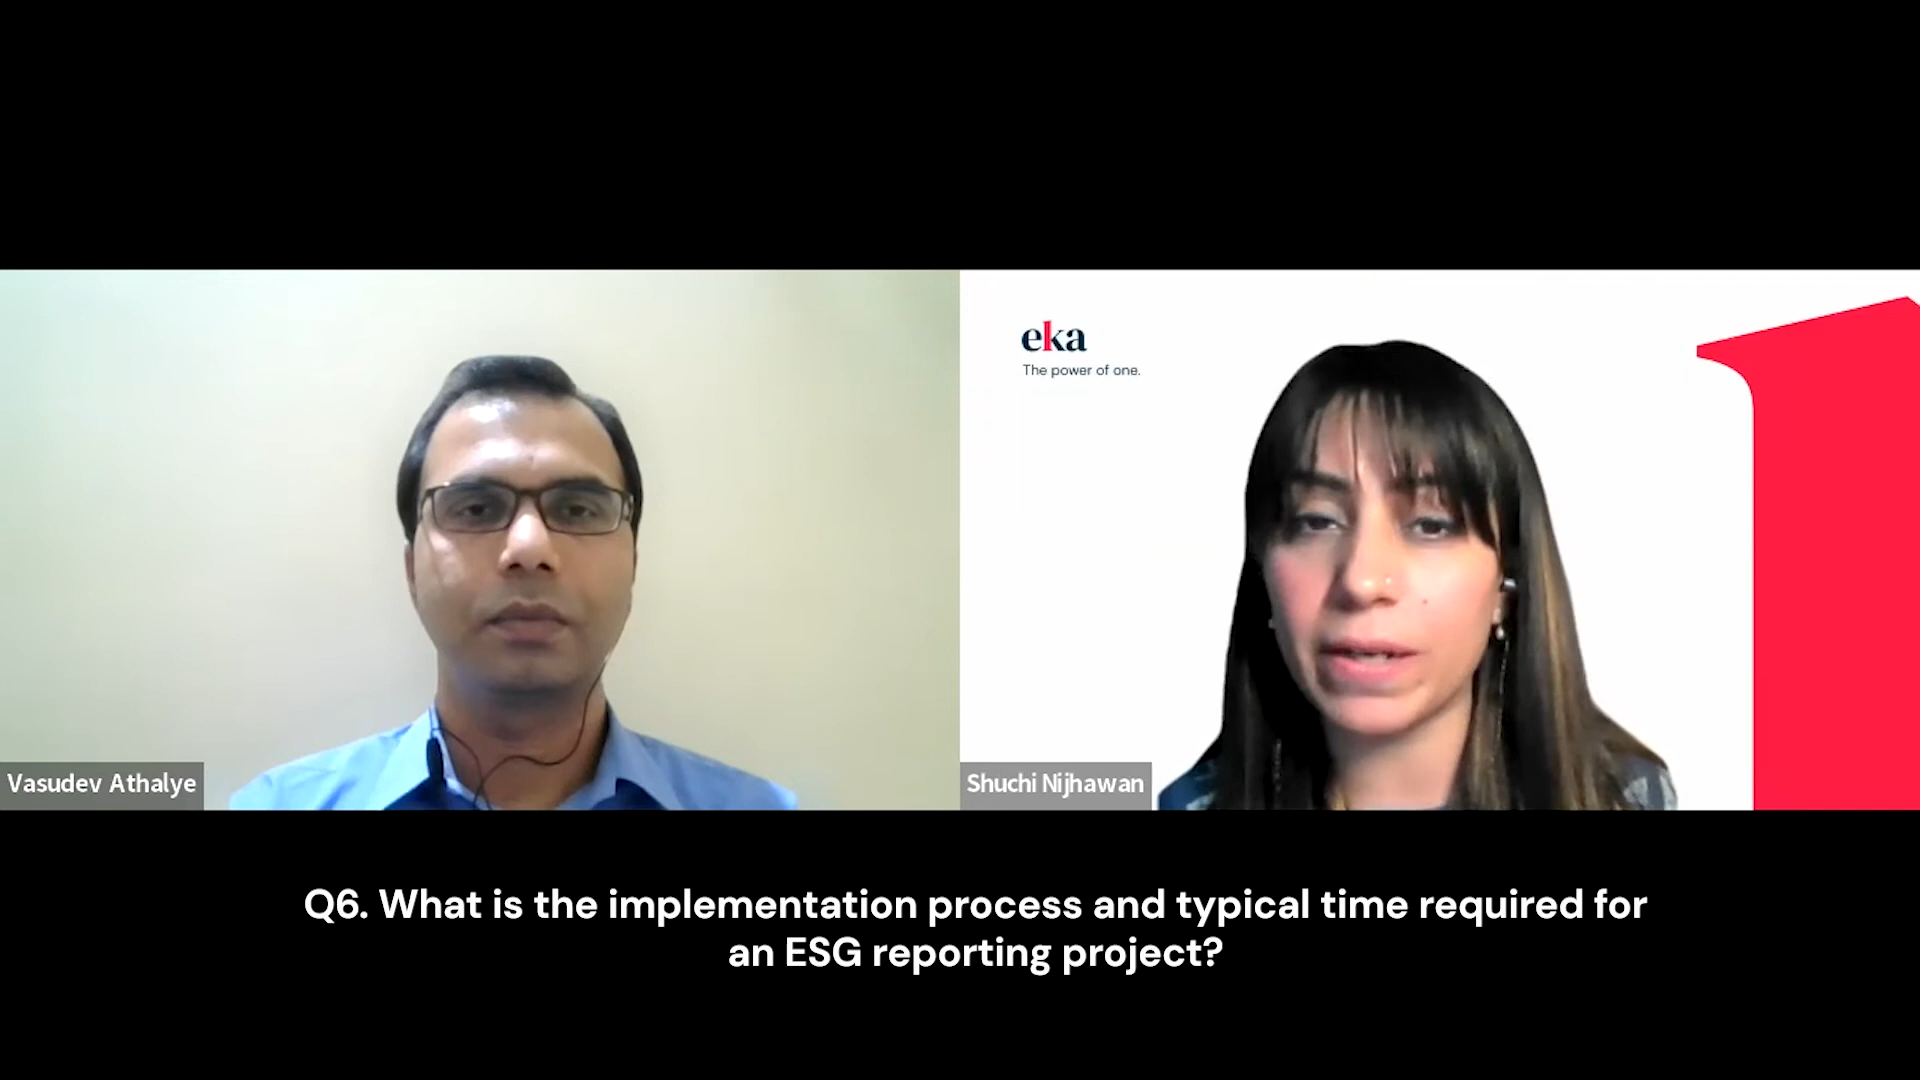 eka
The power of one.
Vasudev Athalye
Shuchi Nijhawan
Q6. What is the implementation process and typical time required for
an ESG reporting project?